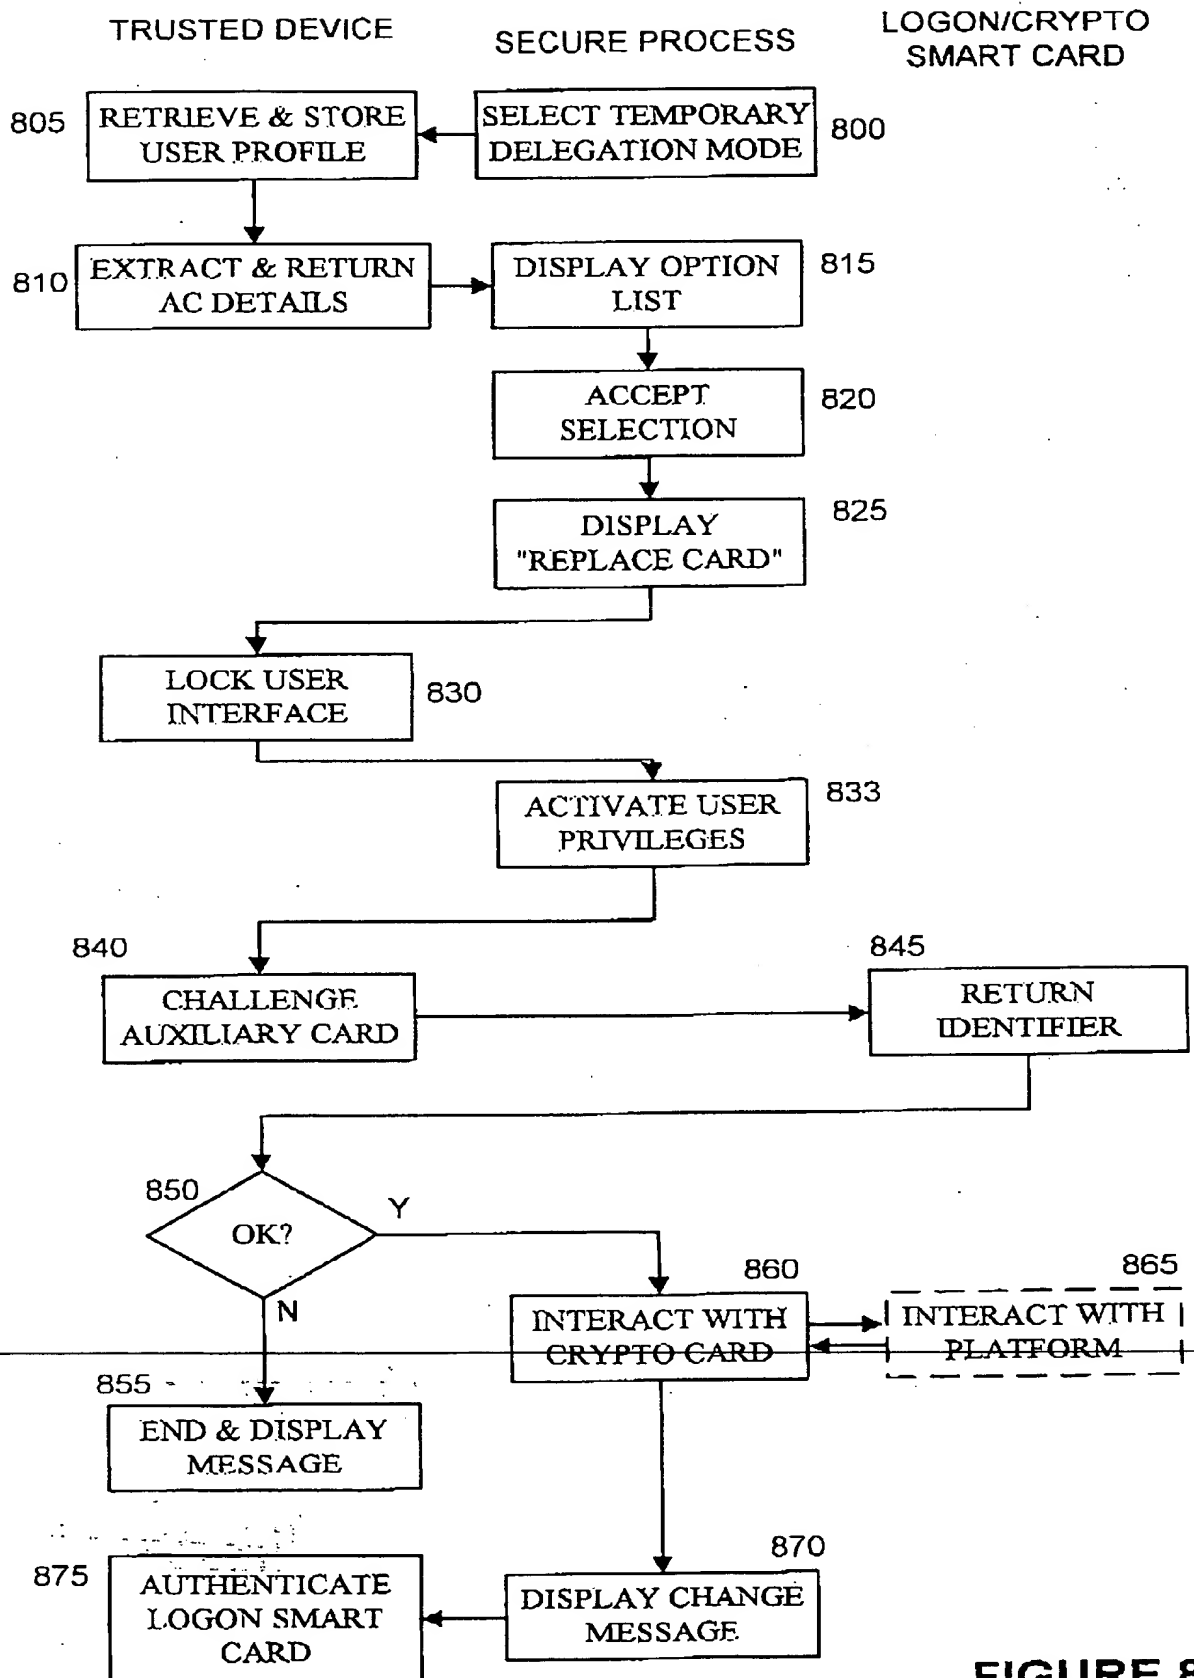 TRUSTED DEVICE
SECURE PROCESS
LOGON/CRYPTO
SMART CARD
805
RETRIEVE & STORE
USER PROFILE
SELECT TEMPORARY
DELEGATION MODE
800
810
EXTRACT & RETURN
AC DETAILS
DISPLAY OPTION
LIST
815
ACCEPT
SELECTION
820
DISPLAY
"REPLACE CARD"
825
LOCK USER
INTERFACE
830
ACTIVATE USER
PRIVILEGES
833
840
CHALLENGE
AUXILIARY CARD
845
RETURN
IDENTIFIER
850
OK?
Y
N
860
INTERACT WITH
CRYPTO CARD
865
INTERACT WITH
PLATFORM
855
END & DISPLAY
MESSAGE
870
DISPLAY CHANGE
MESSAGE
875
AUTHENTICATE
LOGON SMART
CARD
FIGURE 8